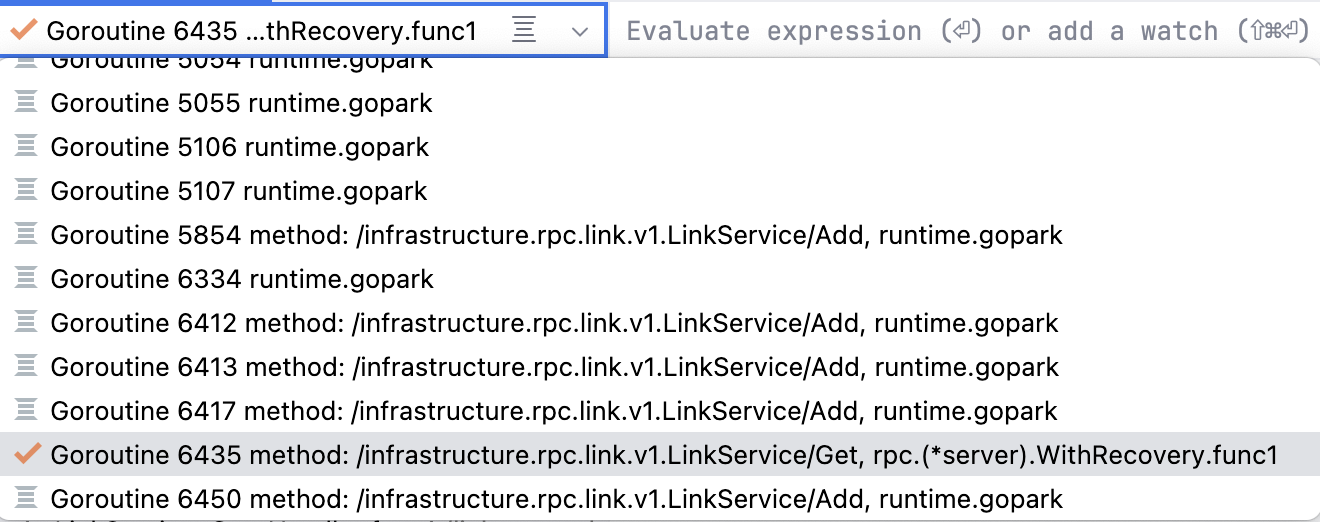 Goroutine 6435 ...thRecovery.func1 Evaluate expression (⏎) or add a watch (⇧⌘⏎)
Goroutine 5054 runtime.gopark
Goroutine 5055 runtime.gopark
Goroutine 5106 runtime.gopark
Goroutine 5107 runtime.gopark
Goroutine 5854 method: /infrastructure.rpc.link.v1.LinkService/Add, runtime.gopark
Goroutine 6334 runtime.gopark
Goroutine 6412 method: /infrastructure.rpc.link.v1.LinkService/Add, runtime.gopark
Goroutine 6413 method: /infrastructure.rpc.link.v1.LinkService/Add, runtime.gopark
Goroutine 6417 method: /infrastructure.rpc.link.v1.LinkService/Add, runtime.gopark
Goroutine 6435 method: /infrastructure.rpc.link.v1.LinkService/Get, rpc.(*server).WithRecovery.func1
Goroutine 6450 method: /infrastructure.rpc.link.v1.LinkService/Add, runtime.gopark